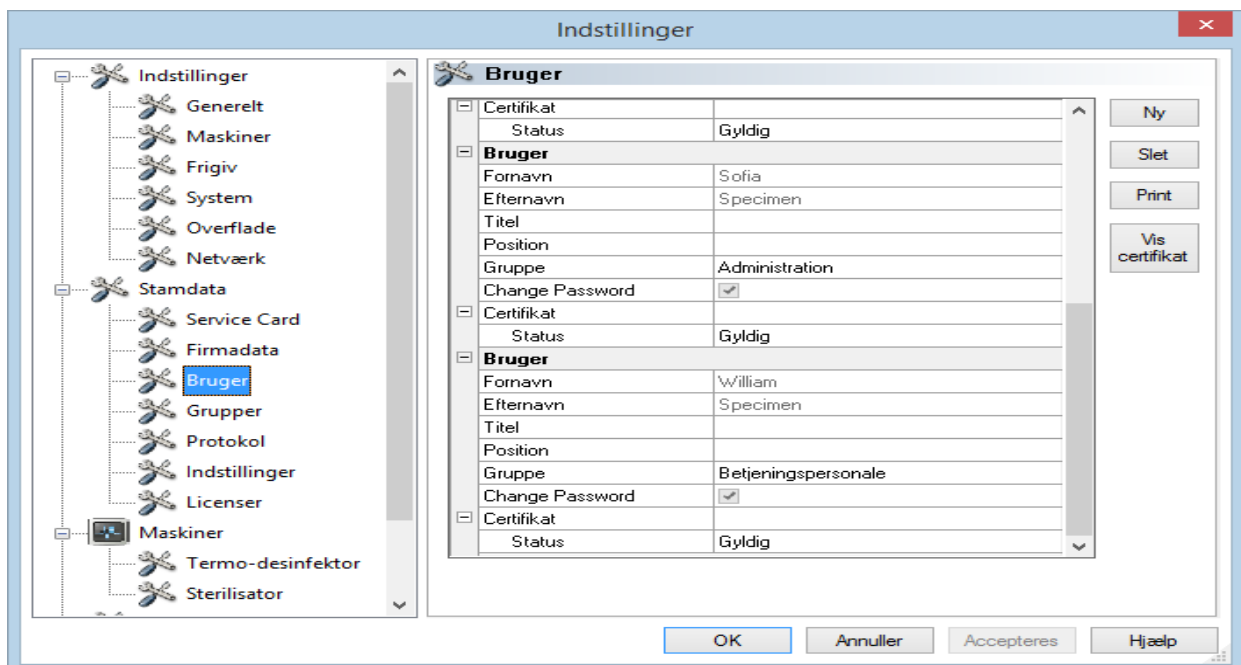 Indstillinger
Indstillinger
Generelt
Maskiner
Frigiv
System
Overflade
Netværk
Stamdata
Service Card
Firmadata
Bruger
Grupper
Protokol
Indstillinger
Licenser
Maskiner
Termo-desinfektor
Sterilisator
Bruger
Certifikat
Status Gyldig
Bruger
Fornavn Sofia
Efternavn Specimen
Titel
Position
Gruppe Administration
Change Password
Certifikat
Status Gyldig
Bruger
Fornavn William
Efternavn Specimen
Titel
Position
Gruppe Betjeningspersonale
Change Password
Certifikat
Status Gyldig
Ny
Slet
Print
Vis
certifikat
OK Annuller Accepteres Hjælp